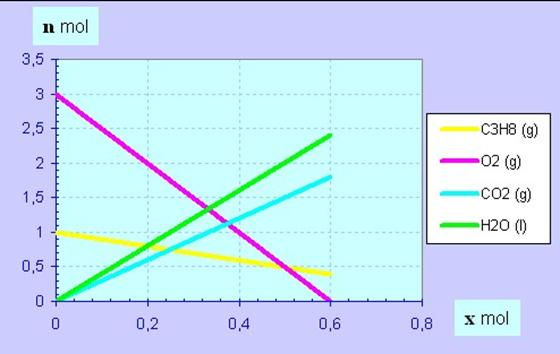 n mol
3,5
3
2,5
2
1,5
1
0,5
0
0
0,2
0,4
0,6
0,8
x mol
C3H8 (g)
O2 (g)
CO2 (g)
H2O (l)